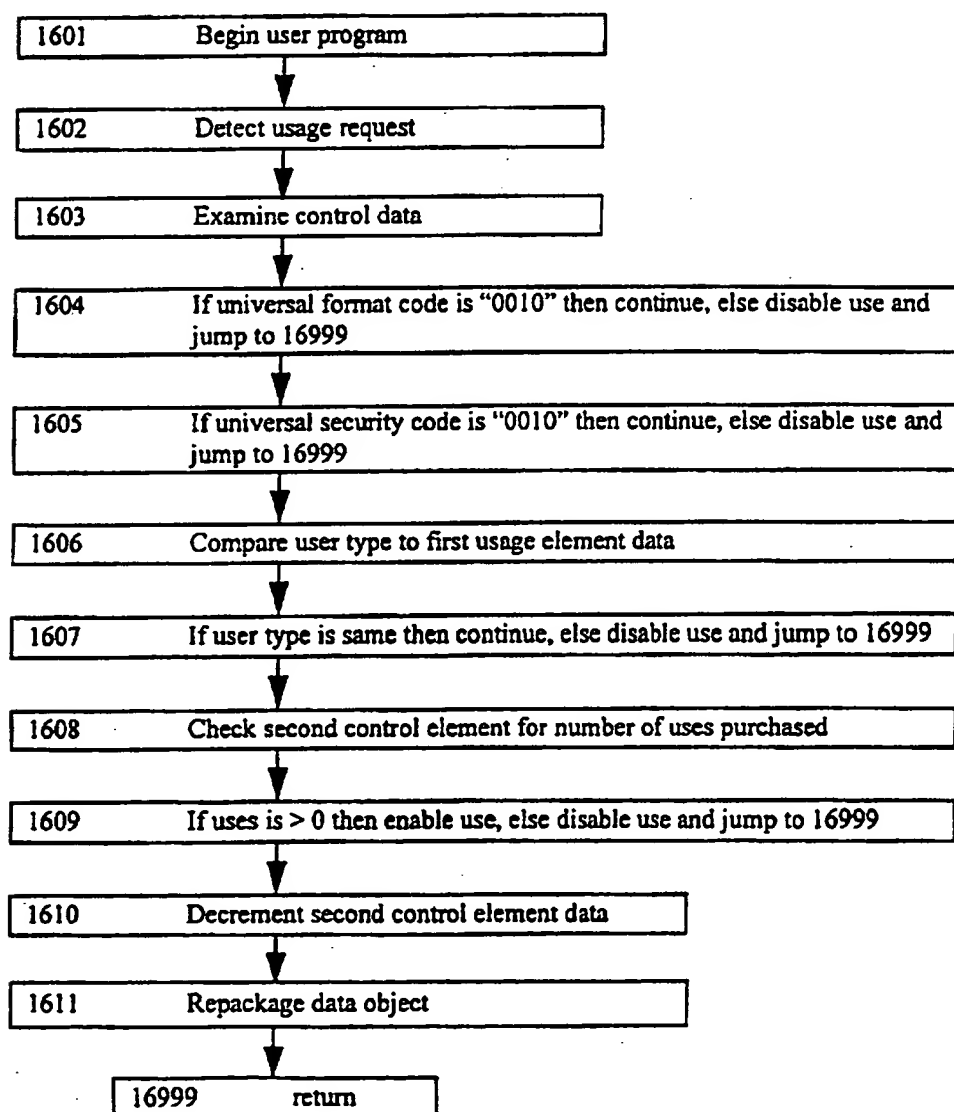 1601 Begin user program
1602 Detect usage request
1603 Examine control data
1604 If universal format code is “0010” then continue, else disable use and
jump to 16999
1605 If universal security code is “0010” then continue, else disable use and
jump to 16999
1606 Compare user type to first usage element data
1607 If user type is same then continue, else disable use and jump to 16999
1608 Check second control element for number of uses purchased
1609 If uses is > 0 then enable use, else disable use and jump to 16999
1610 Decrement second control element data
1611 Repackage data object
16999 return